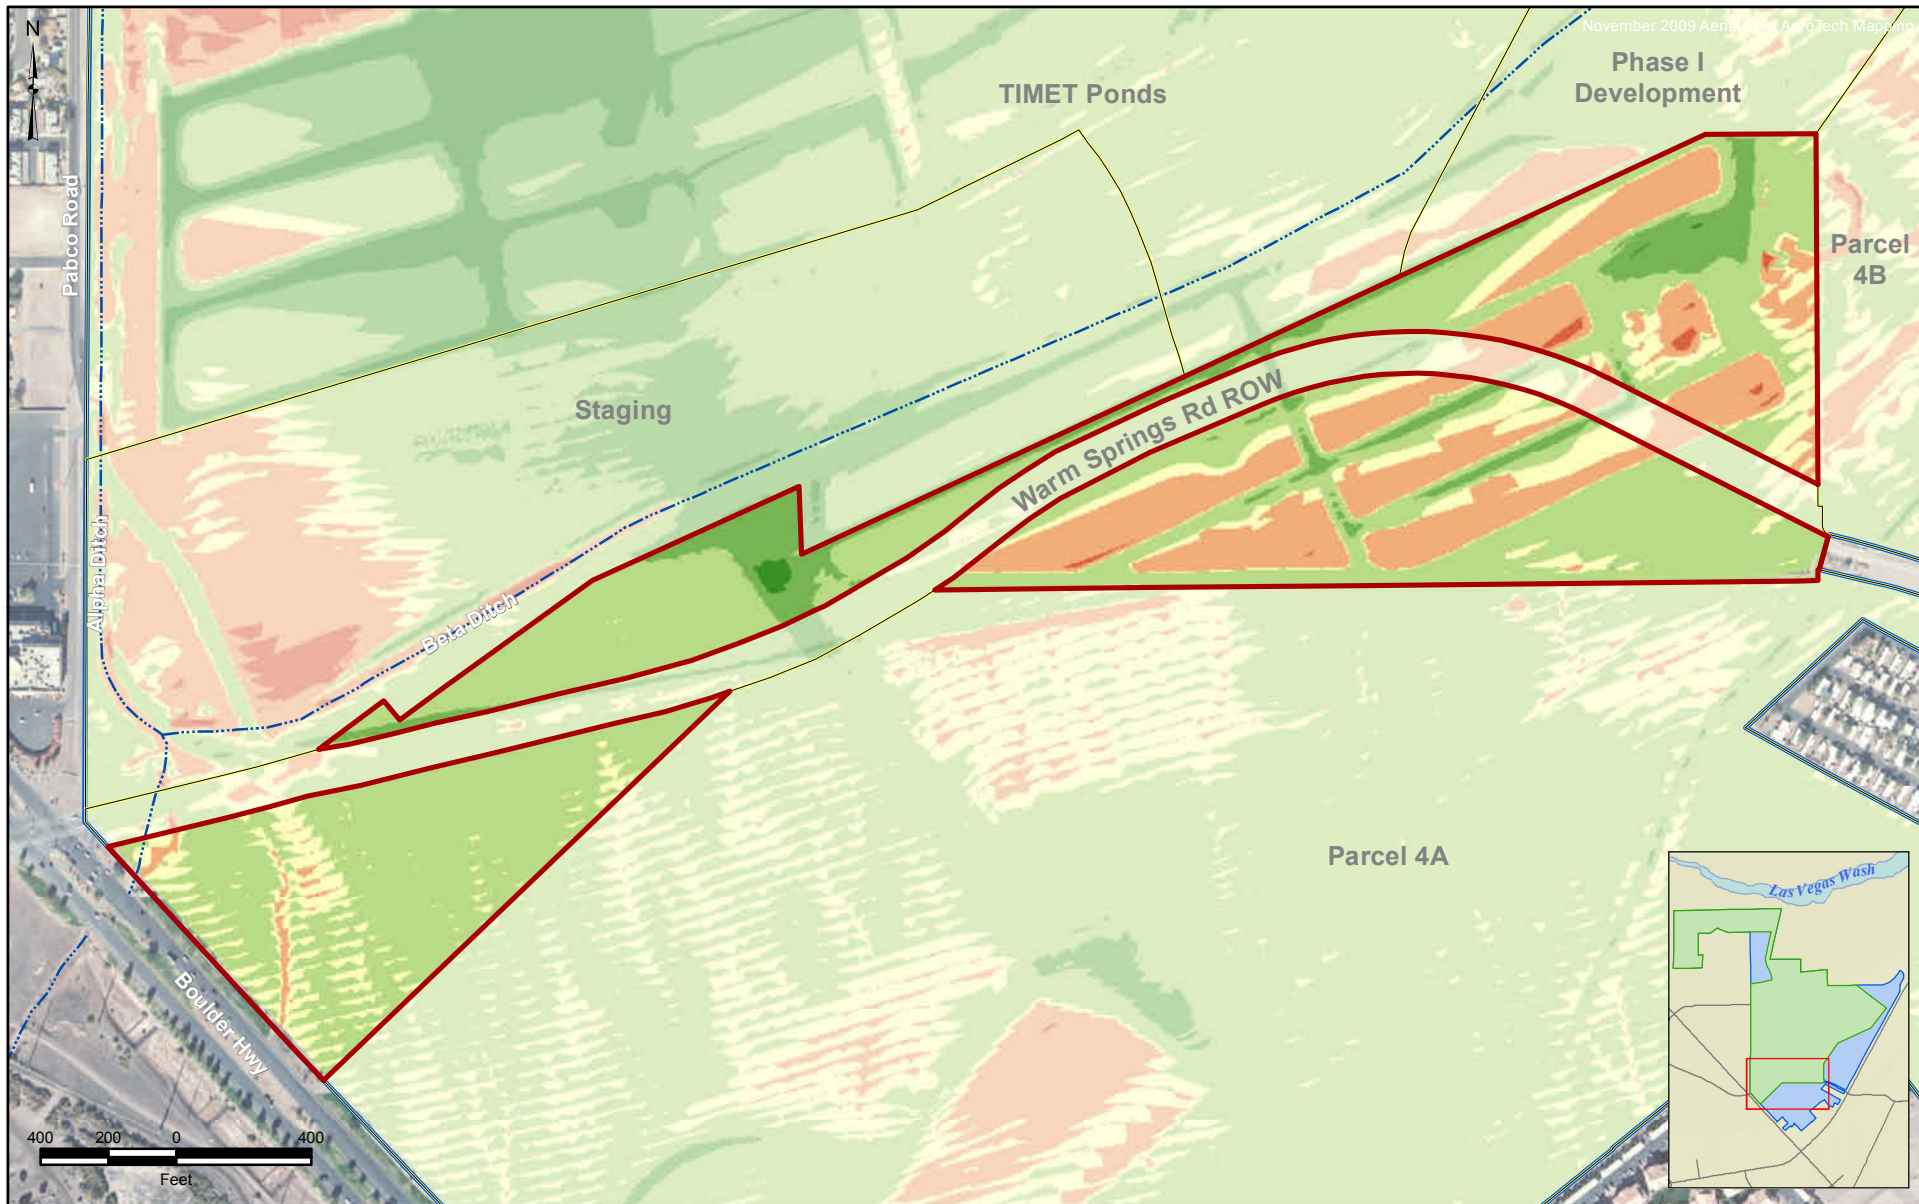 N
November 2009 Aerial from AeroTech Mapping
Phase I
Development
TIMET Ponds
Pabco Road
Parcel
4B
Warm Springs Rd ROW
Staging
Alpha Ditch
Beta Ditch
Parcel 4A
Las Vegas Wash
Boulder Hwy
400 200 0 400
Feet